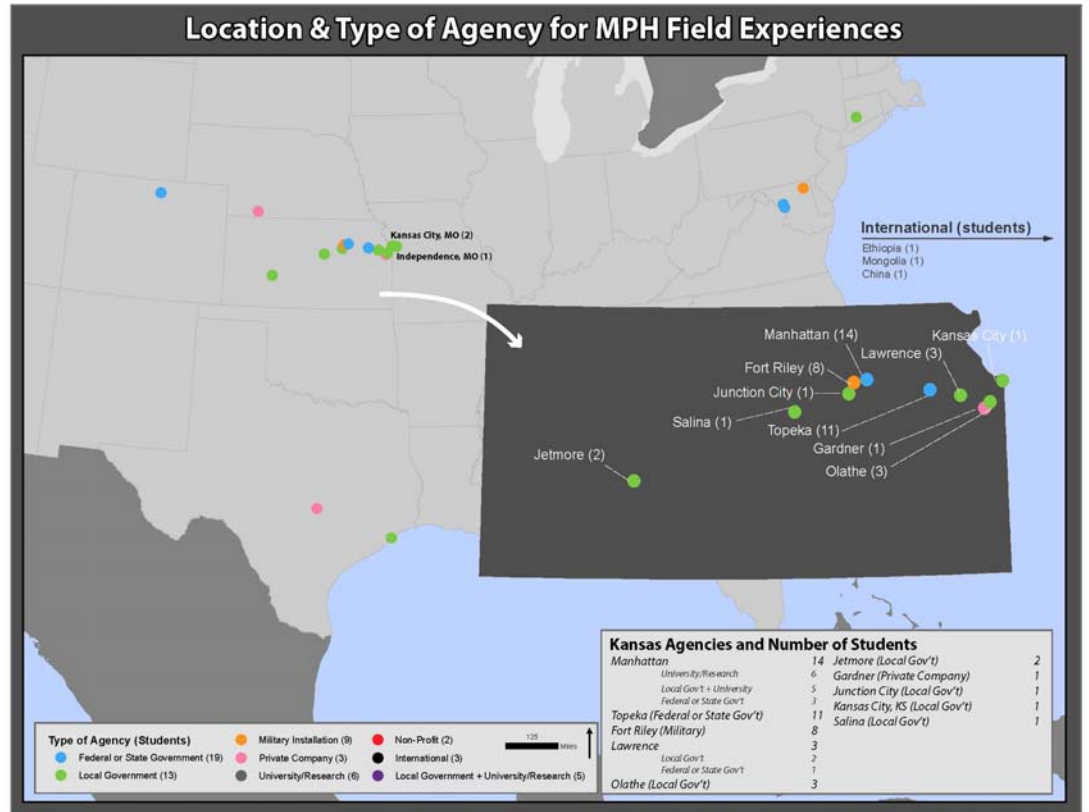 Location & Type of Agency for MPH Field Experiences
Kansas City, MO (2)
Independence, MO (1)
International (students)
Ethiopia (1)
Mongolia (1)
China (1)
Manhattan (14)
Kansas City (1)
Lawrence (3)
Fort Riley (8)
Junction City (1)
Salina (1)
Topeka (11)
Gardner (1)
Olathe (3)
Jetmore (2)
Kansas Agencies and Number of Students
Manhattan 14
University/Research 6
Local Gov't + University 5
Federal or State Gov't 3
Topeka (Federal or State Gov't) 11
Fort Riley (Military) 8
Lawrence 3
Local Gov't 2
Federal or State Gov't 1
Olathe (Local Gov't) 3
Jetmore (Local Gov't) 2
Gardner (Private Company) 1
Junction City (Local Gov't) 1
Kansas City, KS (Local Gov't) 1
Salina (Local Gov't) 1
Type of Agency (Students)
Federal or State Government (19)
Local Government (13)
Military Installation (9)
Private Company (3)
University/Research (6)
Non-Profit (2)
International (3)
Local Government + University/Research (5)
125
Miles